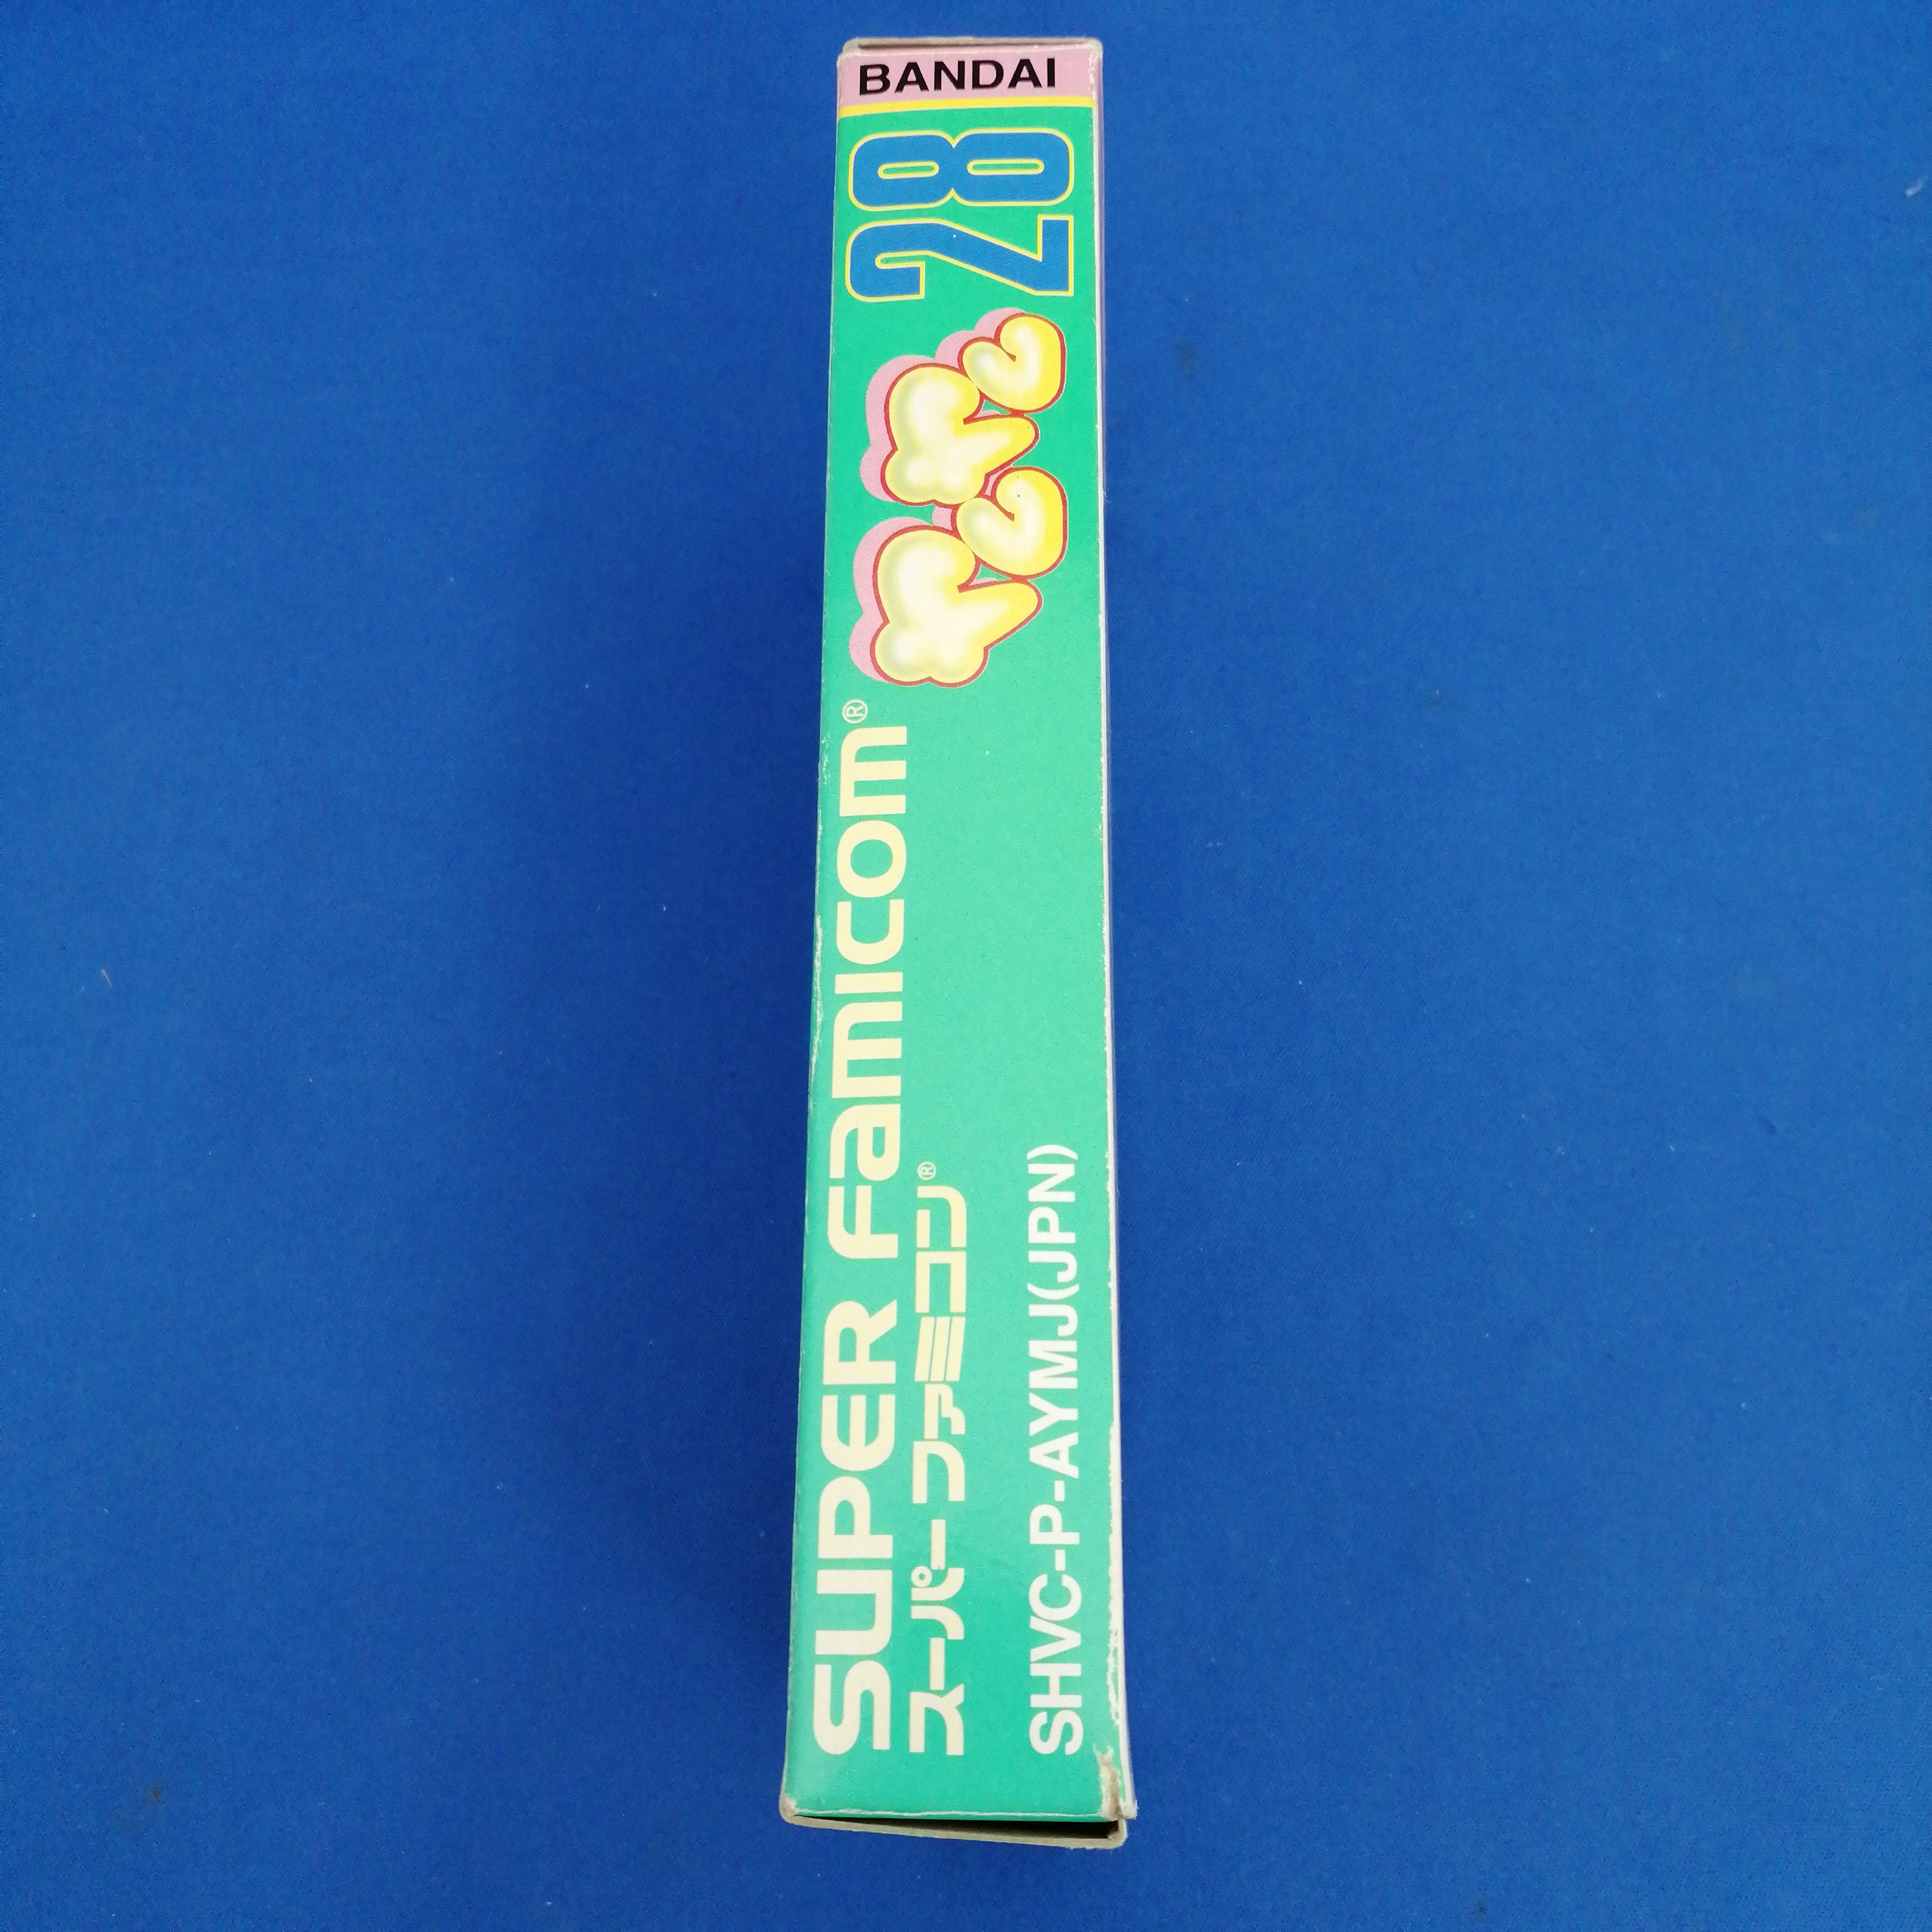 BANDAI
SUPER Famicom® ヤムヤム 28
スーパーファミコン®
SHVC-P-AYMJ(JPN)